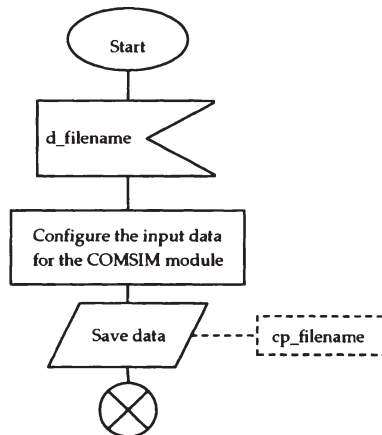 Start
d_filename
Configure the input data
for the COMSIM module
Save data
cp_filename